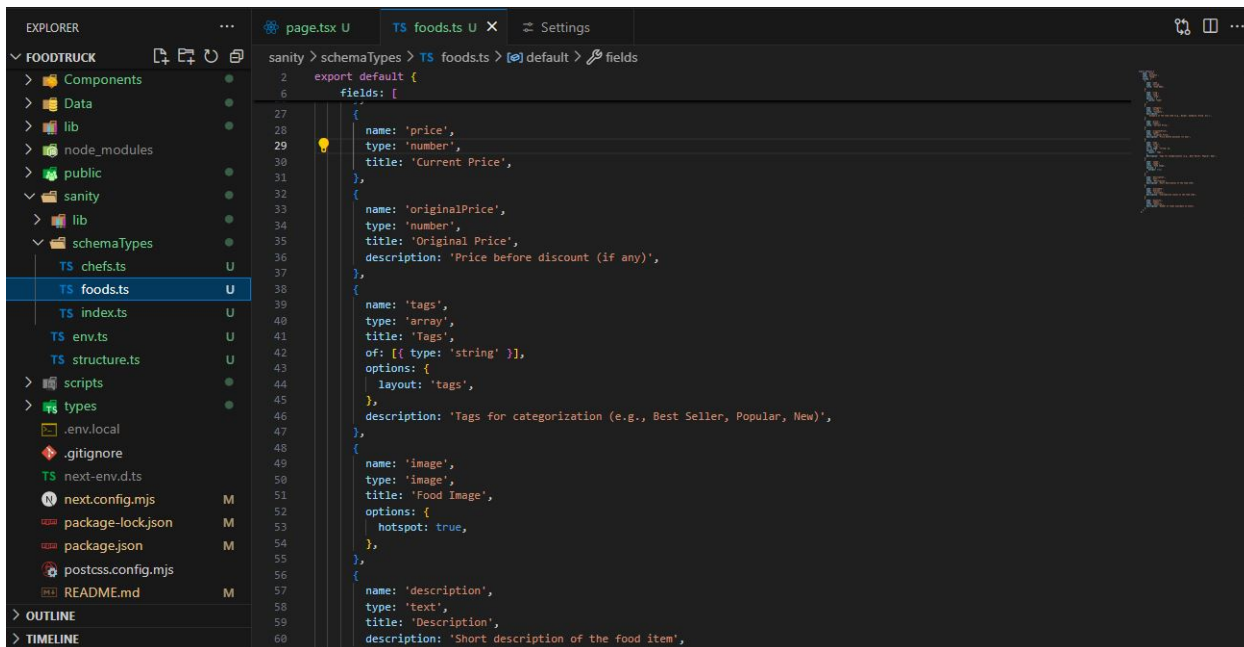 EXPLORER ...
FOODTRUCK
Components
Data
lib
node_modules
public
sanity
lib
schemaTypes
TS chefs.ts U
TS foods.ts U
TS index.ts U
TS env.ts U
TS structure.ts U
scripts
types
.env.local
.gitignore
TS next-env.d.ts
next.config.mjs M
package-lock.json M
package.json M
postcss.config.mjs
README.md M
OUTLINE
TIMELINE
page.tsx U TS foods.ts U Settings
sanity > schemaTypes > TS foods.ts > default > fields
2 export default {
6 fields: [
27 {
28 name: 'price',
29 type: 'number',
30 title: 'Current Price',
31 },
32 {
33 name: 'originalPrice',
34 type: 'number',
35 title: 'Original Price',
36 description: 'Price before discount (if any)',
37 },
38 {
39 name: 'tags',
40 type: 'array',
41 title: 'Tags',
42 of: [{ type: 'string' }],
43 options: {
44 layout: 'tags',
45 },
46 description: 'Tags for categorization (e.g., Best Seller, Popular, New)',
47 },
48 {
49 name: 'image',
50 type: 'image',
51 title: 'Food Image',
52 options: {
53 hotspot: true,
54 },
55 },
56 {
57 name: 'description',
58 type: 'text',
59 title: 'Description',
60 description: 'Short description of the food item',